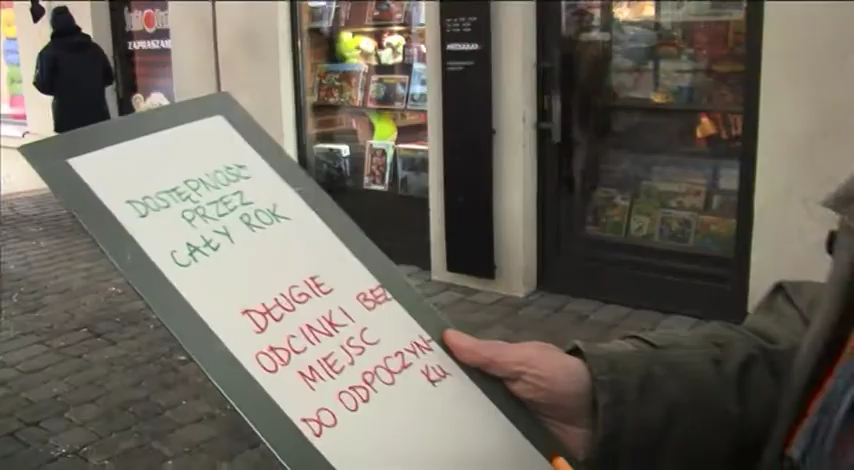 ZAPRASZAMY
DOSTĘPNOŚĆ
PRZEZ
CAŁY ROK
DŁUGIE
ODCINKI BEZ
MIEJSC
DO ODPOCZYN-
KU